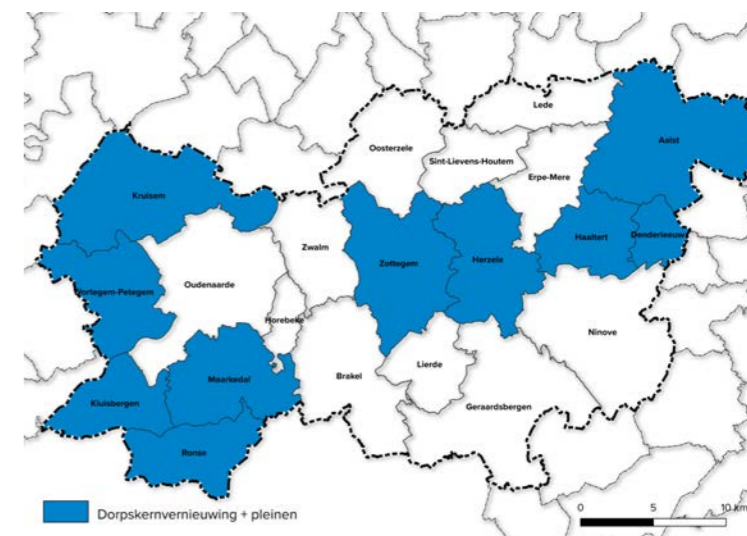 Lede
Aalst
Oosterzele
Sint-Lievens-Houtem
Erpe-Mere
Kruisem
Zwalm
Haaltert
Denderleeuw
Zottegem
Herzele
Oudenaarde
Wortegem-Petegem
Horebeke
Ninove
Lierde
Brakel
Maarkedal
Kluisbergen
Geraardsbergen
Ronse
Dorpskernvernieuwing + pleinen
0 5 10 km